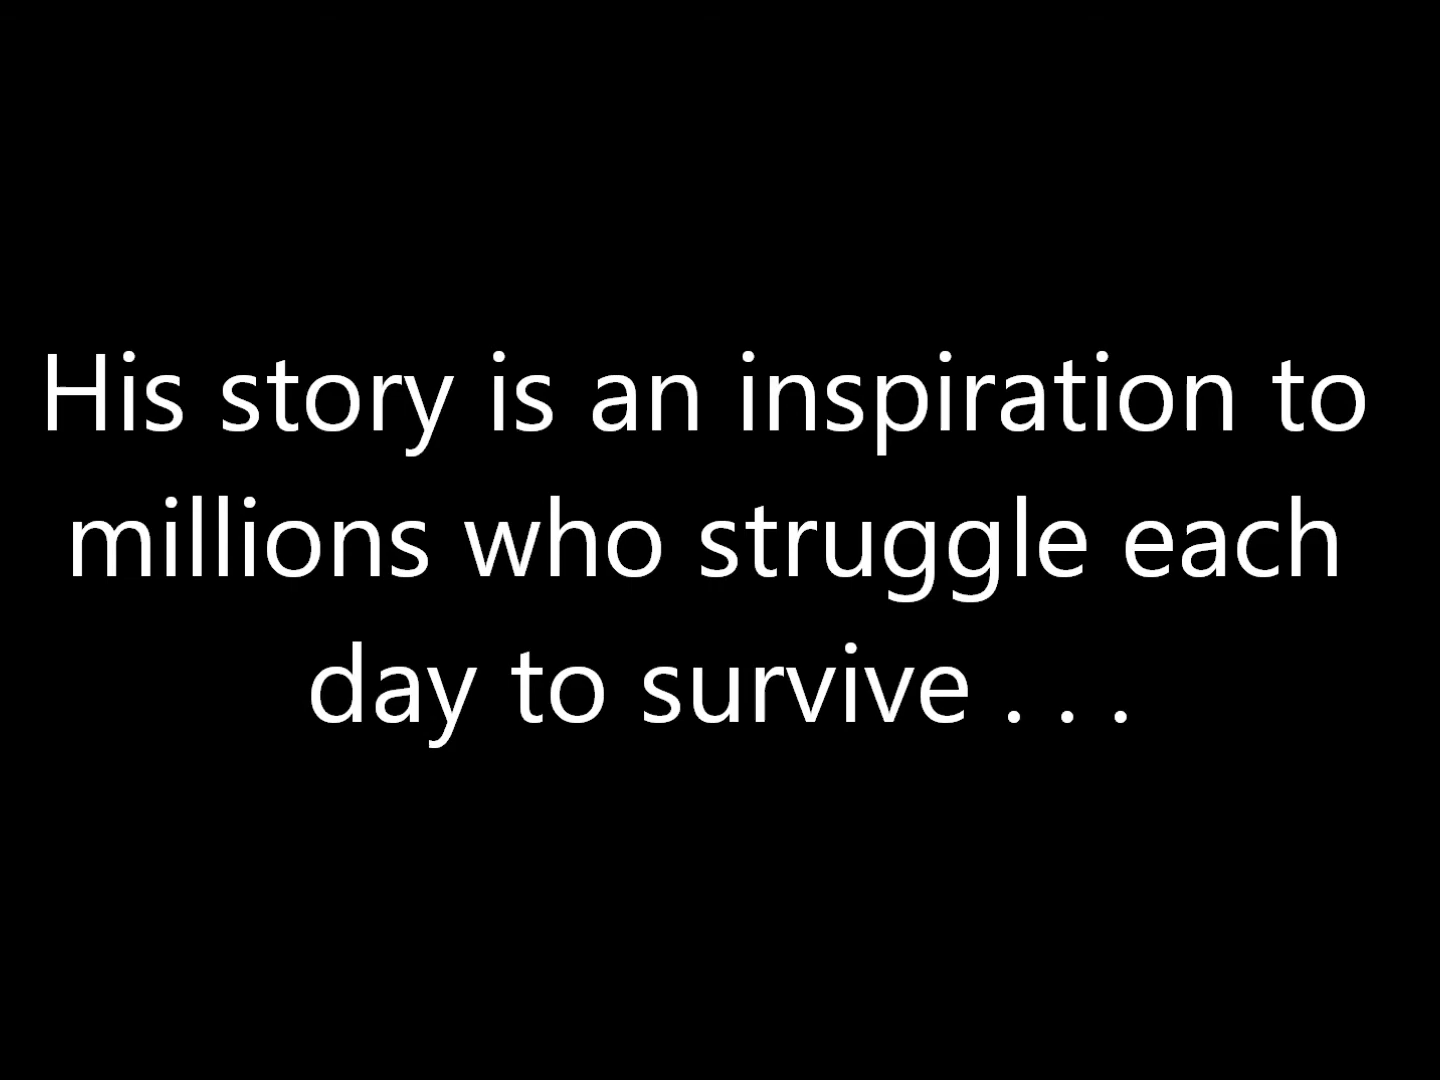 His story is an inspiration to
millions who struggle each
day to survive . . .